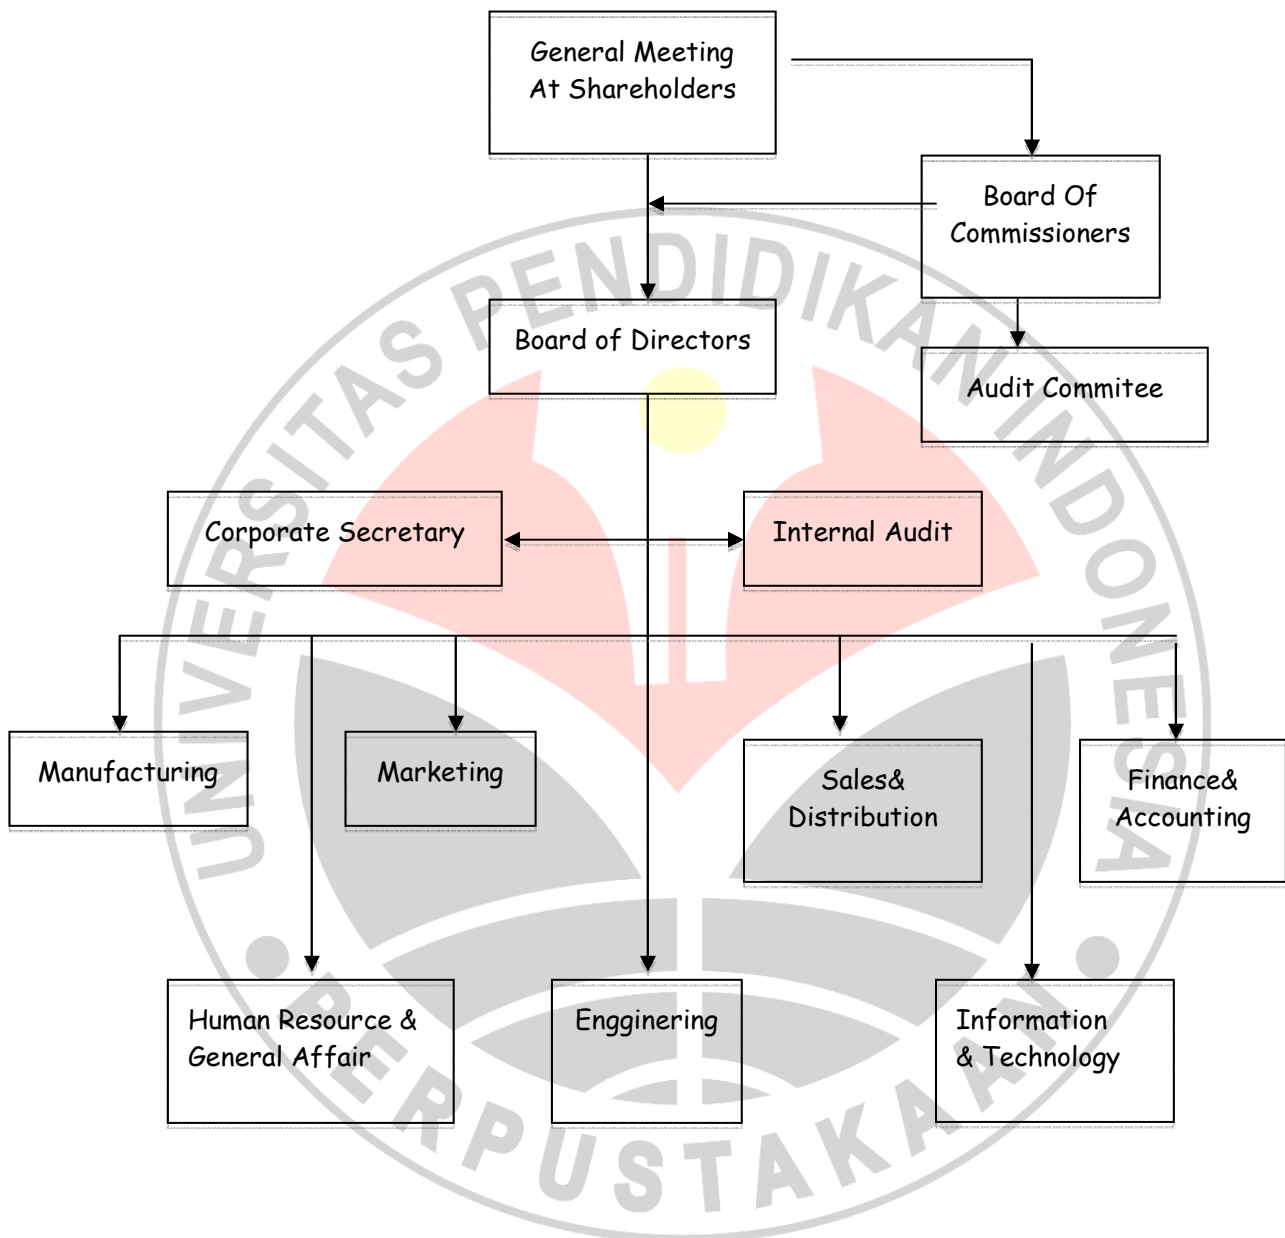 General Meeting
At Shareholders
Board Of
Commissioners
Board of Directors
Audit Commitee
Corporate Secretary
Internal Audit
Manufacturing
Marketing
Sales&
Distribution
Finance&
Accounting
Human Resource &
General Affair
Engginering
Information
& Technology
UNIVERSITAS PENDIDIKAN INDONESIA
PERPUSTAKAAN